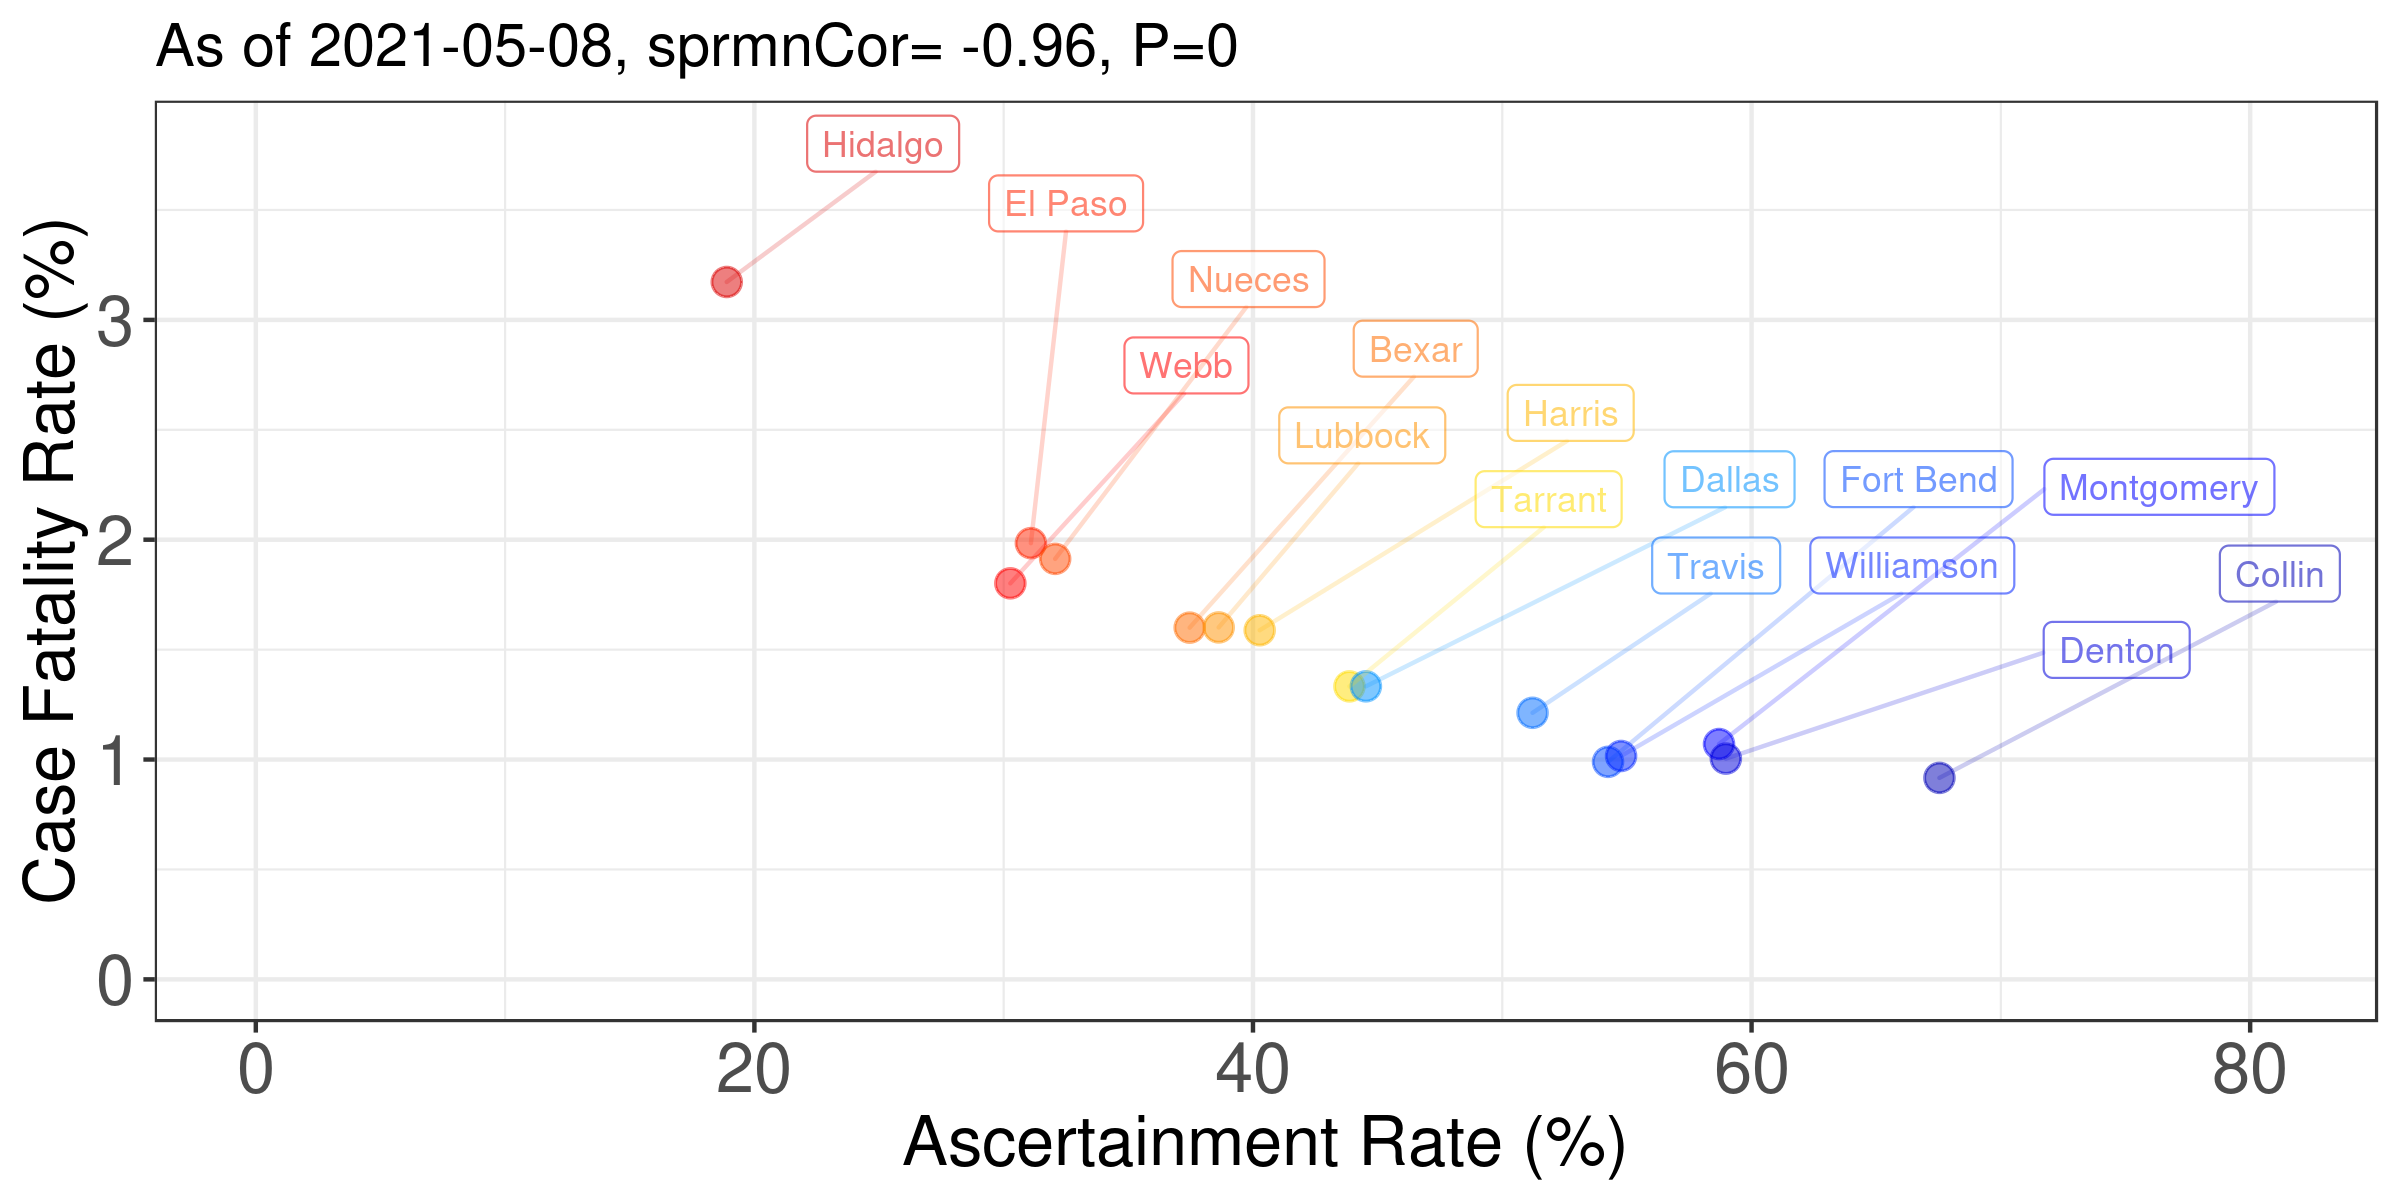 As of 2021-05-08, sprmnCor= -0.96, P=0
Hidalgo
El Paso
Nueces
Webb
Bexar
Lubbock
Harris
Tarrant
Dallas
Fort Bend
Montgomery
Travis
Williamson
Collin
Denton
Case Fatality Rate (%)
3
2
1
0
0 20 40 60 80
Ascertainment Rate (%)